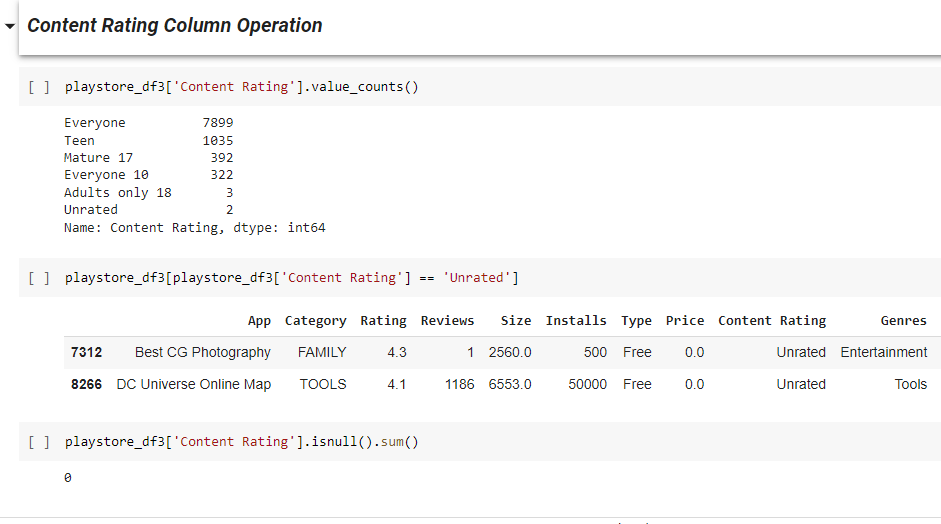 Content Rating Column Operation
[ ] playstore_df3['Content Rating'].value_counts()
Everyone 7899
Teen 1035
Mature 17 392
Everyone 10 322
Adults only 18 3
Unrated 2
Name: Content Rating, dtype: int64
[ ] playstore_df3[playstore_df3['Content Rating'] == 'Unrated']
App Category Rating Reviews Size Installs Type Price Content Rating Genres
7312 Best CG Photography FAMILY 4.3 1 2560.0 500 Free 0.0 Unrated Entertainment
8266 DC Universe Online Map TOOLS 4.1 1186 6553.0 50000 Free 0.0 Unrated Tools
[ ] playstore_df3['Content Rating'].isnull().sum()
0